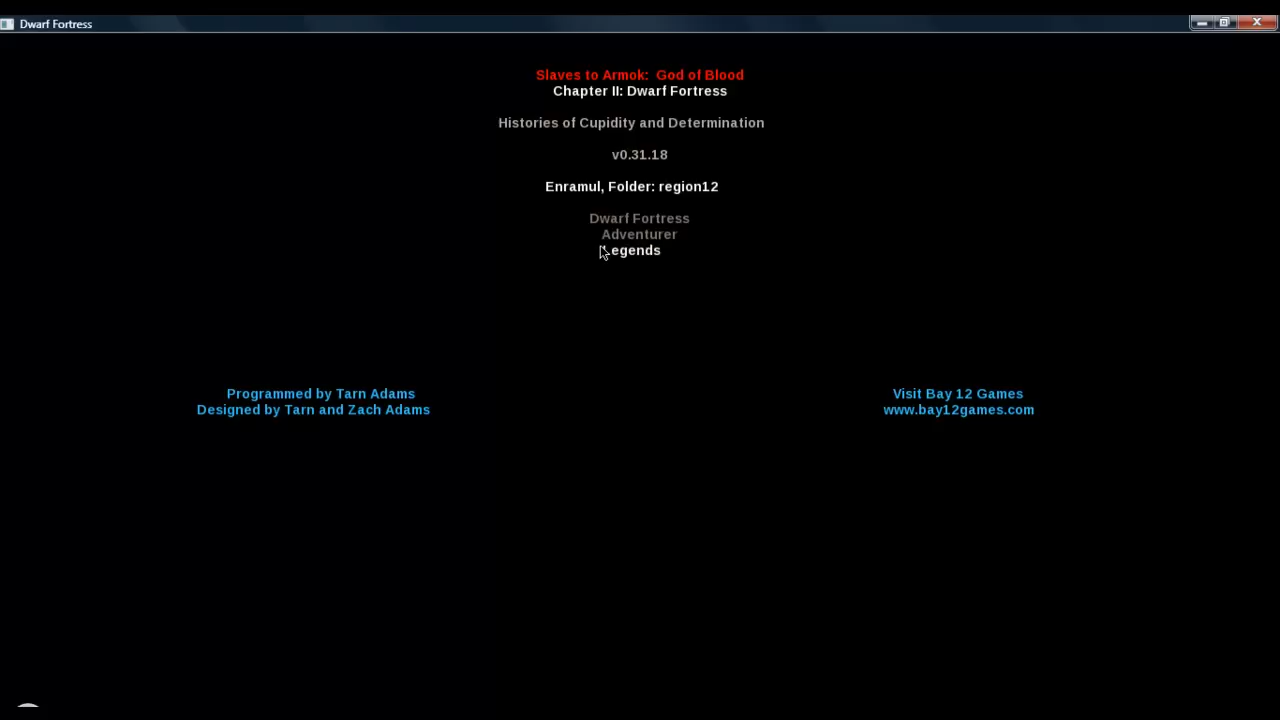 Dwarf Fortress
Slaves to Armok: God of Blood
Chapter II: Dwarf Fortress
Histories of Cupidity and Determination
v0.31.18
Enramul, Folder: region12
Dwarf Fortress
Adventurer
Legends
Programmed by Tarn Adams
Designed by Tarn and Zach Adams
Visit Bay 12 Games
www.bay12games.com